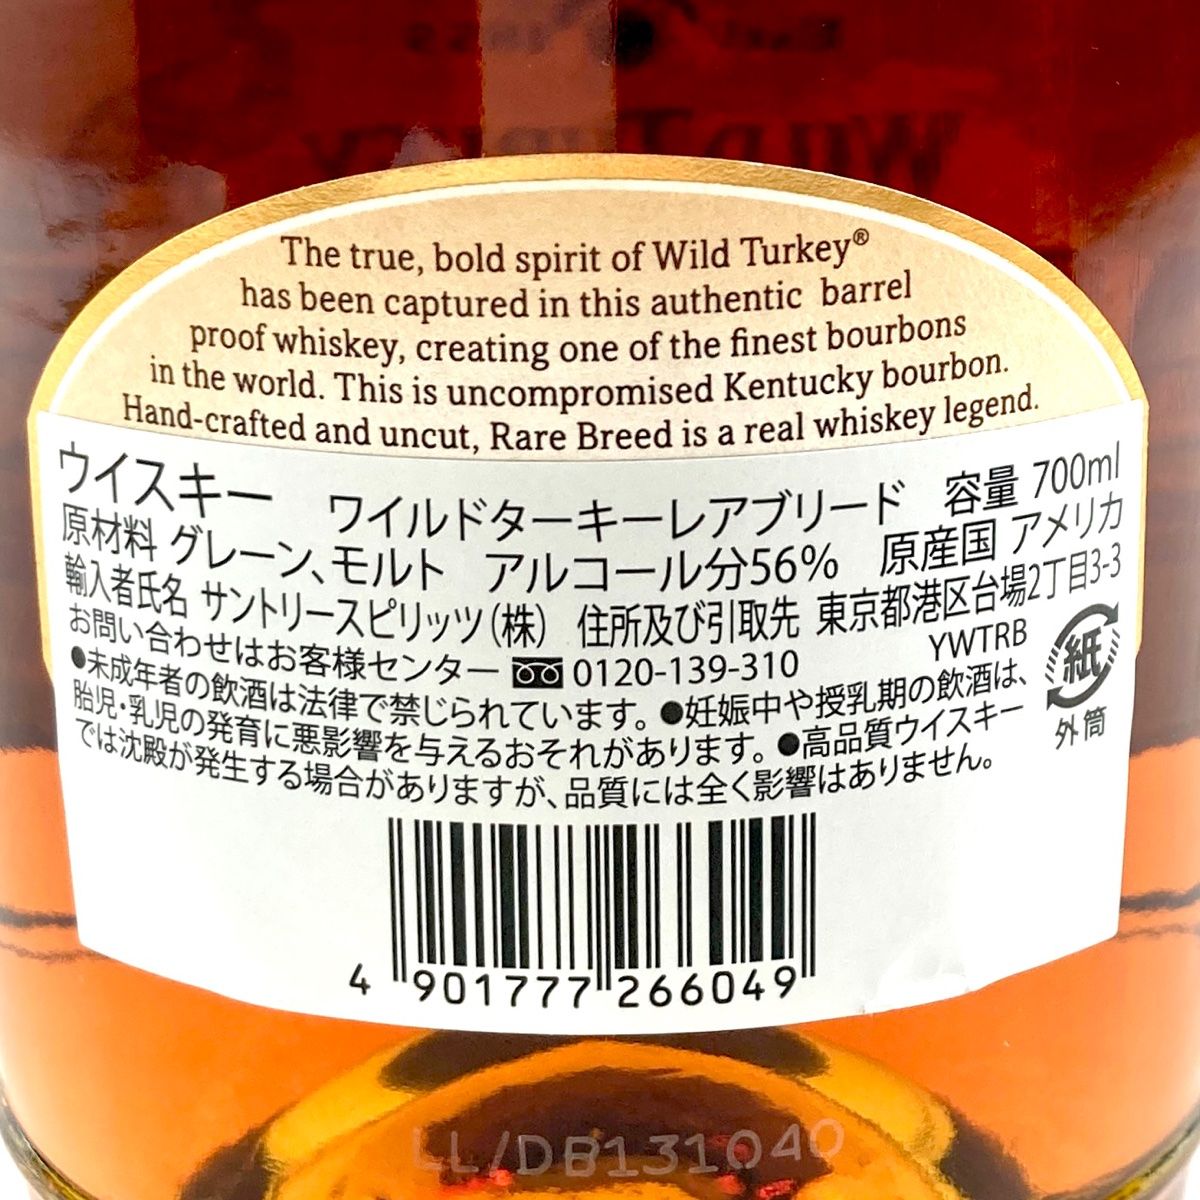 The true, bold spirit of Wild Turkey®
has been captured in this authentic barrel
proof whiskey, creating one of the finest bourbons
in the world. This is uncompromised Kentucky bourbon.
Hand-crafted and uncut, Rare Breed is a real whiskey legend.
ウイスキー ワイルドターキーレアブリード 容量 700ml
原材料 グレーン、モルト アルコール分56% 原産国 アメリカ
輸入者氏名 サントリースピリッツ(株) 住所及び引取先 東京都港区台場2丁目3-3
お問い合わせはお客様センター 0120-139-310 YWTRB
●未成年者の飲酒は法律で禁じられています。●妊娠中や授乳期の飲酒は、
胎児・乳児の発育に悪影響を与えるおそれがあります。●高品質ウイスキー
では沈殿が発生する場合がありますが、品質には全く影響はありません。
紙
外筒
4 901777 266049
LL/DB131040